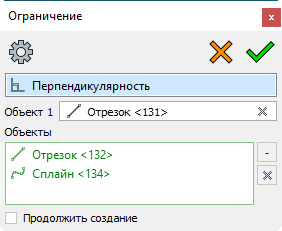 Ограничение
Перпендикулярность
Объект 1 Отрезок <131>
Объекты
Отрезок <132>
Сплайн <134>
Продолжить создание